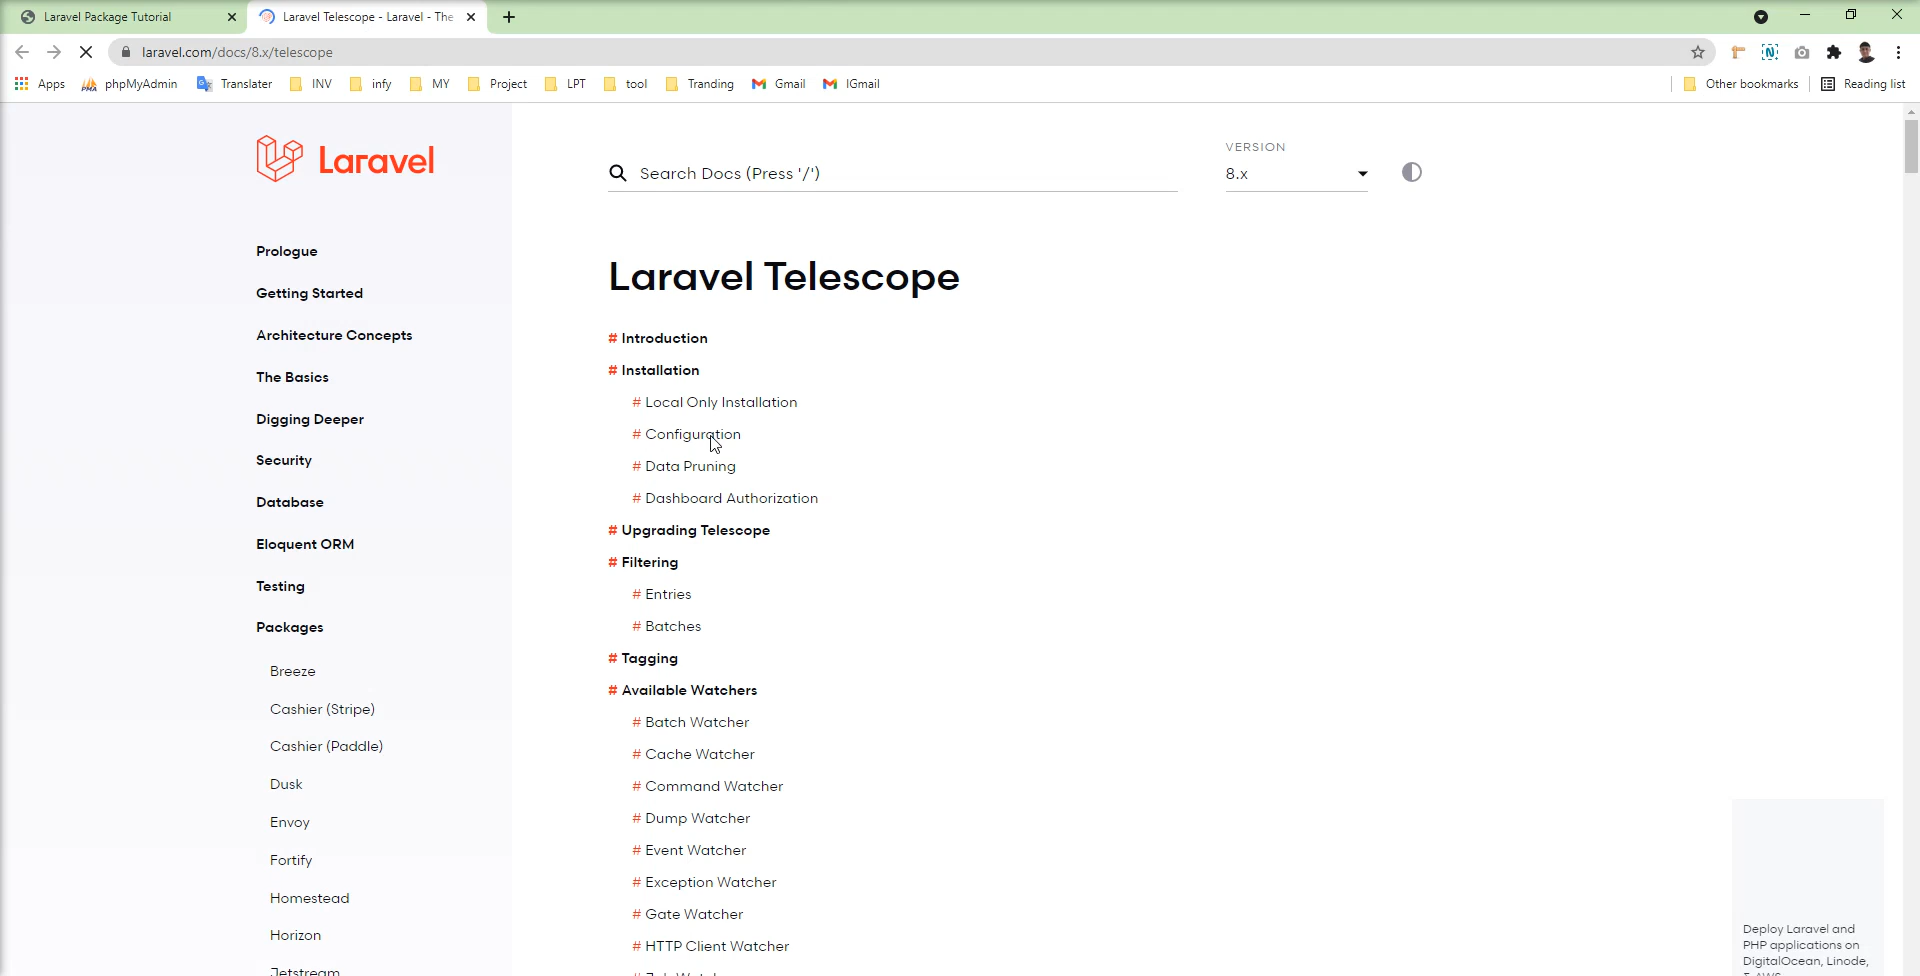 Laravel Package Tutorial
Laravel Telescope - Laravel - The
laravel.com/docs/8.x/telescope
Apps phpMyAdmin Translater INV infy MY Project LPT tool Tranding Gmail IGmail Other bookmarks Reading list
Laravel
Search Docs (Press '/')
VERSION
8.x
Prologue
Getting Started
Architecture Concepts
The Basics
Digging Deeper
Security
Database
Eloquent ORM
Testing
Packages
Breeze
Cashier (Stripe)
Cashier (Paddle)
Dusk
Envoy
Fortify
Homestead
Horizon
Jetstream
Laravel Telescope
# Introduction
# Installation
# Local Only Installation
# Configuration
# Data Pruning
# Dashboard Authorization
# Upgrading Telescope
# Filtering
# Entries
# Batches
# Tagging
# Available Watchers
# Batch Watcher
# Cache Watcher
# Command Watcher
# Dump Watcher
# Event Watcher
# Exception Watcher
# Gate Watcher
# HTTP Client Watcher
Deploy Laravel and
PHP applications on
DigitalOcean, Linode,